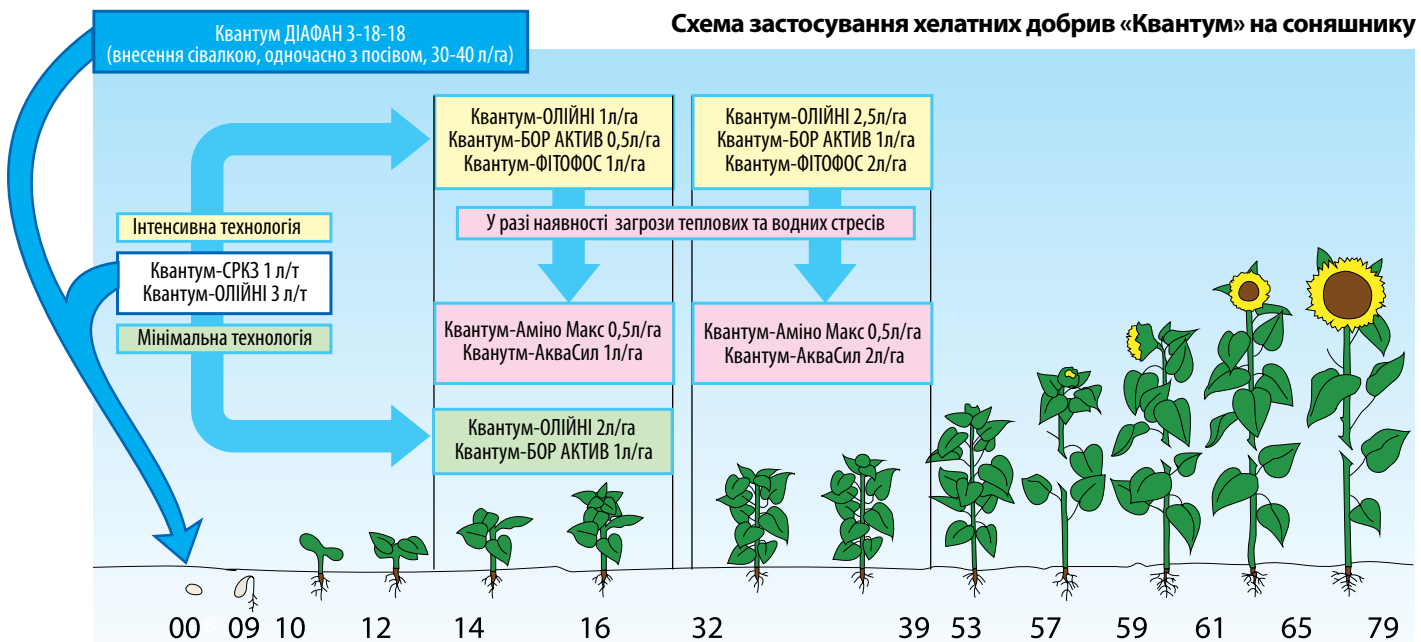 Схема застосування хелатних добрив «Квантум» на соняшнику
Квантум ДІАФАН 3-18-18
(внесення сівалкою, одночасно з посівом, 30-40 л/га)
Квантум-ОЛІЙНІ 1л/га
Квантум-БОР АКТИВ 0,5л/га
Квантум-ФІТОФОС 1л/га
Квантум-ОЛІЙНІ 2,5л/га
Квантум-БОР АКТИВ 1л/га
Квантум-ФІТОФОС 2л/га
Інтенсивна технологія
У разі наявності загрози теплових та водних стресів
Квантум-СРКЗ 1 л/т
Квантум-ОЛІЙНІ 3 л/т
Мінімальна технологія
Квантум-Аміно Макс 0,5л/га
Кванутм-АкваСил 1л/га
Квантум-Аміно Макс 0,5л/га
Квантум-АкваСил 2л/га
Квантум-ОЛІЙНІ 2л/га
Квантум-БОР АКТИВ 1л/га
00 09 10 12 14 16 32 39 53 57 59 61 65 79